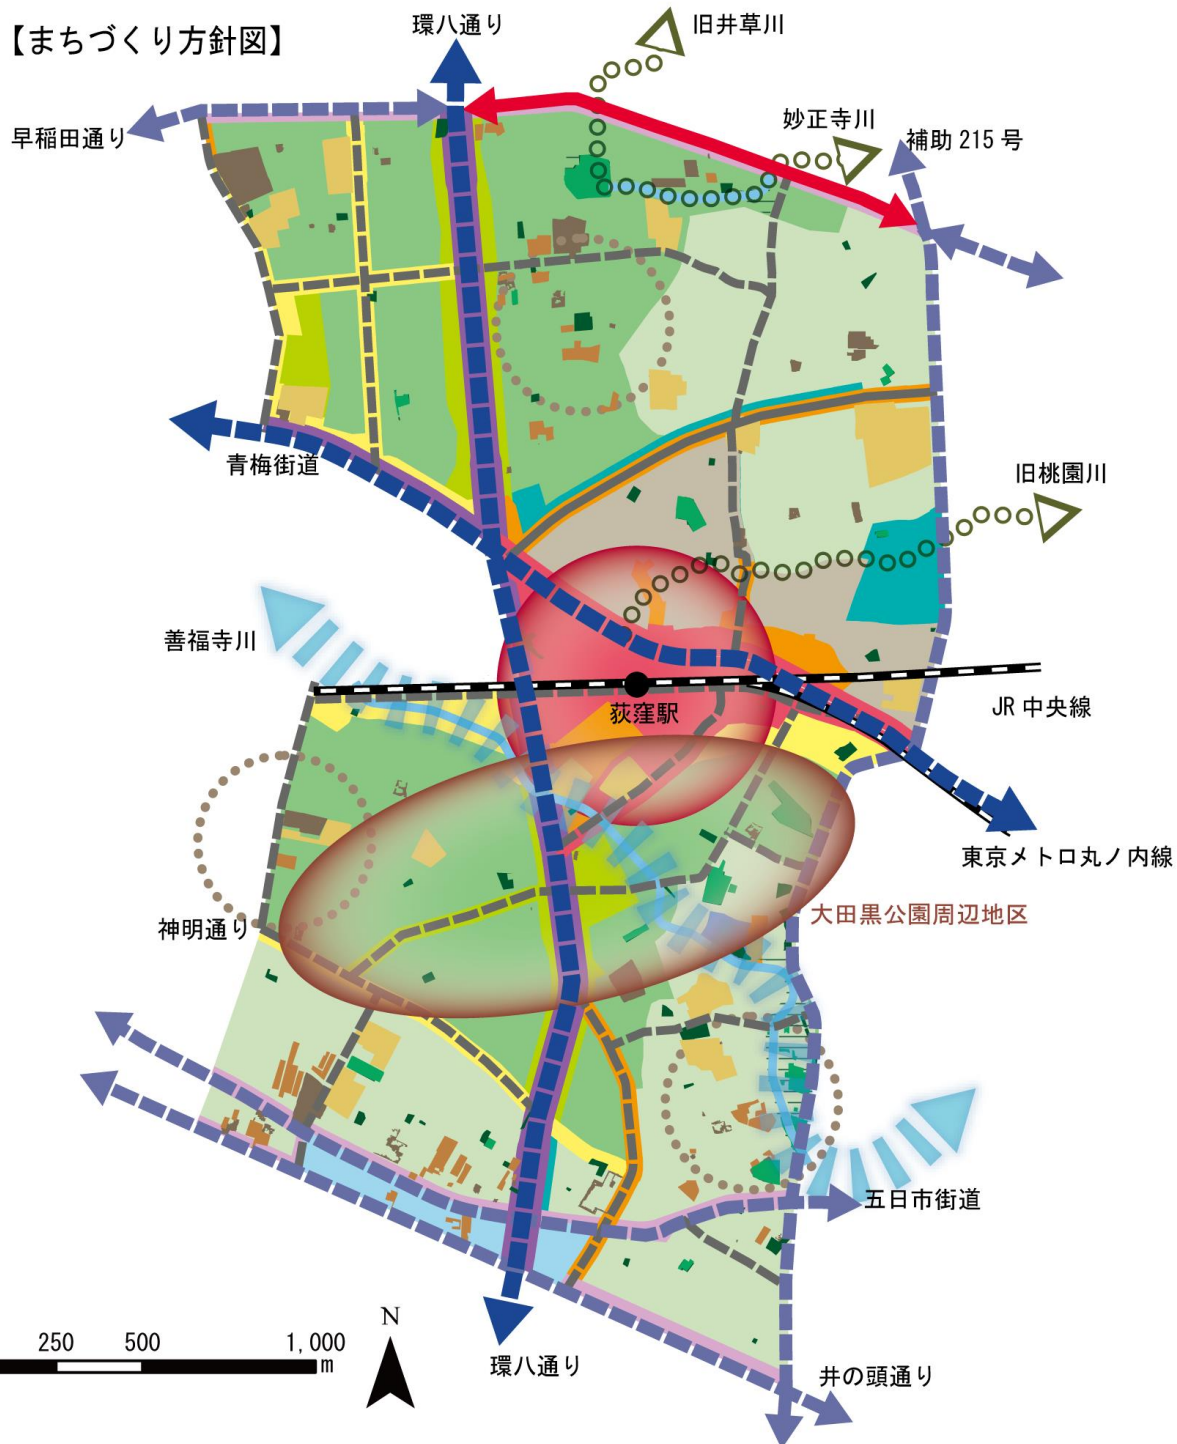 【まちづくり方針図】
環八通り
旧井草川
早稲田通り
妙正寺川
補助 215 号
青梅街道
旧桃園川
善福寺川
荻窪駅
JR 中央線
東京メトロ丸ノ内線
大田黒公園周辺地区
神明通り
五日市街道
N
250 500 1,000
m
環八通り
井の頭通り